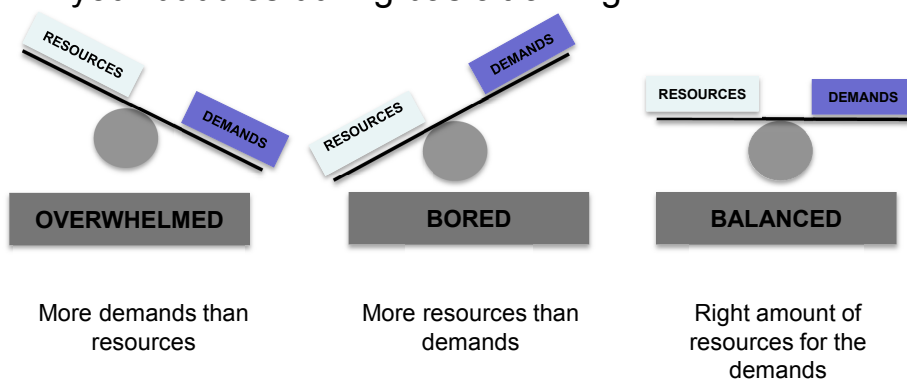 RESOURCES
DEMANDS
OVERWHELMED
More demands than
resources
RESOURCES
DEMANDS
BORED
More resources than
demands
RESOURCES
DEMANDS
BALANCED
Right amount of
resources for the
demands